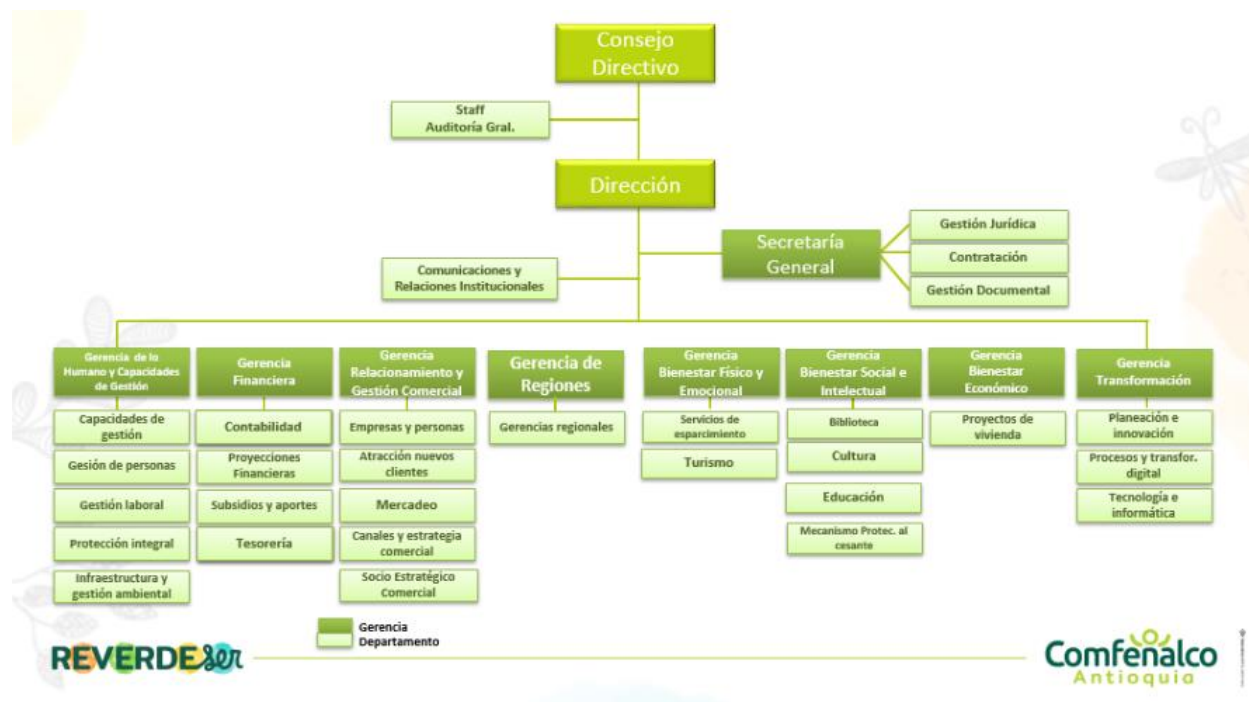 Consejo
Directivo
Staff
Auditoría Gral.
Dirección
Secretaría
General
Gestión Jurídica
Contratación
Gestión Documental
Comunicaciones y
Relaciones Institucionales
Gerencia de lo
Humano y Capacidades
de Gestión
Capacidades de
gestión
Gesión de personas
Gestión laboral
Protección integral
Infraestructura y
gestión ambiental
Gerencia
Financiera
Contabilidad
Proyecciones
Financieras
Subsidios y aportes
Tesorería
Gerencia
Relacionamiento y
Gestión Comercial
Empresas y personas
Atracción nuevos
clientes
Mercadeo
Canales y estrategia
comercial
Socio Estratégico
Comercial
Gerencia de
Regiones
Gerencias regionales
Gerencia
Bienestar Físico y
Emocional
Servicios de
esparcimiento
Turismo
Gerencia
Bienestar Social e
Intelectual
Biblioteca
Cultura
Educación
Mecanismo Protec. al
cesante
Gerencia
Bienestar
Económico
Proyectos de
vivienda
Gerencia
Transformación
Planeación e
innovación
Procesos y transfor.
digital
Tecnología e
informática
Gerencia
Departamento
REVERDESer
Comfenalco
Antioquia